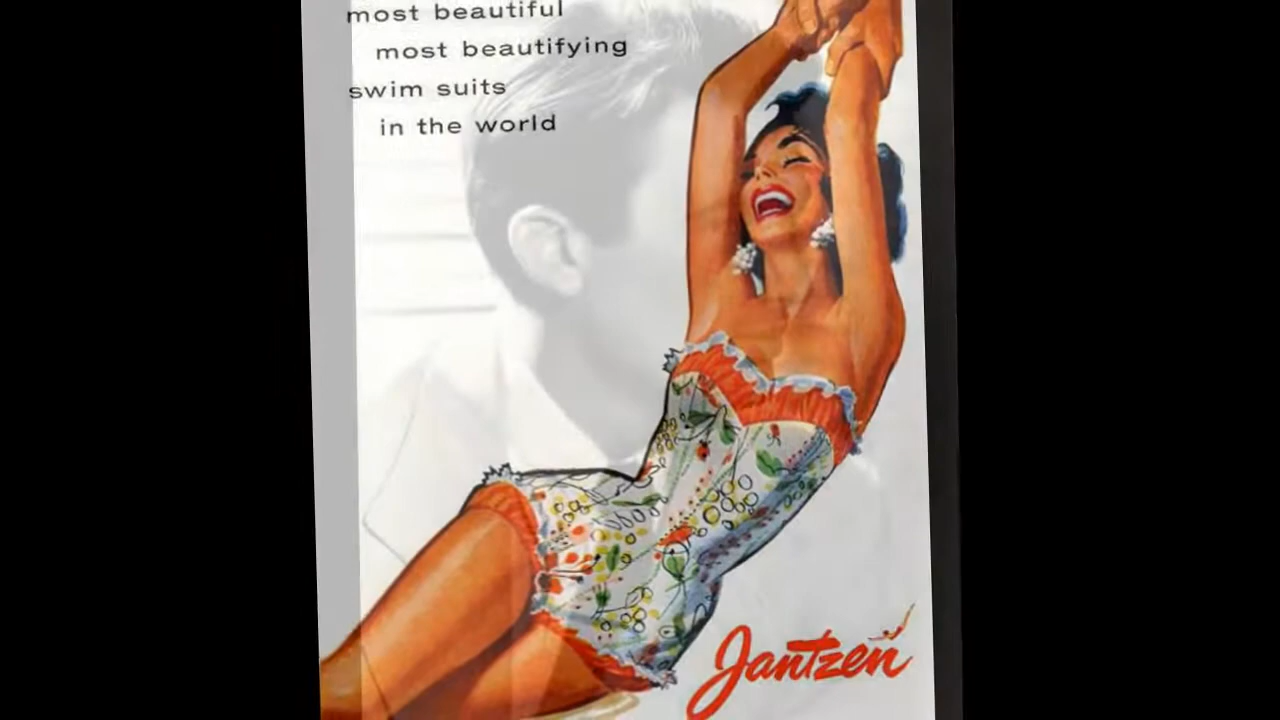 most beautiful
most beautifying
swim suits
in the world
Jantzen